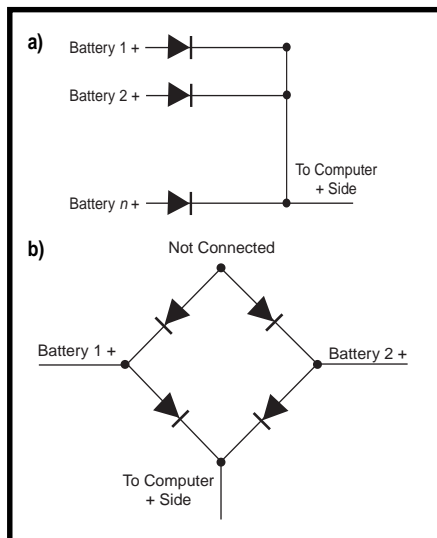 a)
Battery 1 +
Battery 2 +
To Computer
+ Side
Battery n +
b)
Not Connected
Battery 1 +
Battery 2 +
To Computer
+ Side